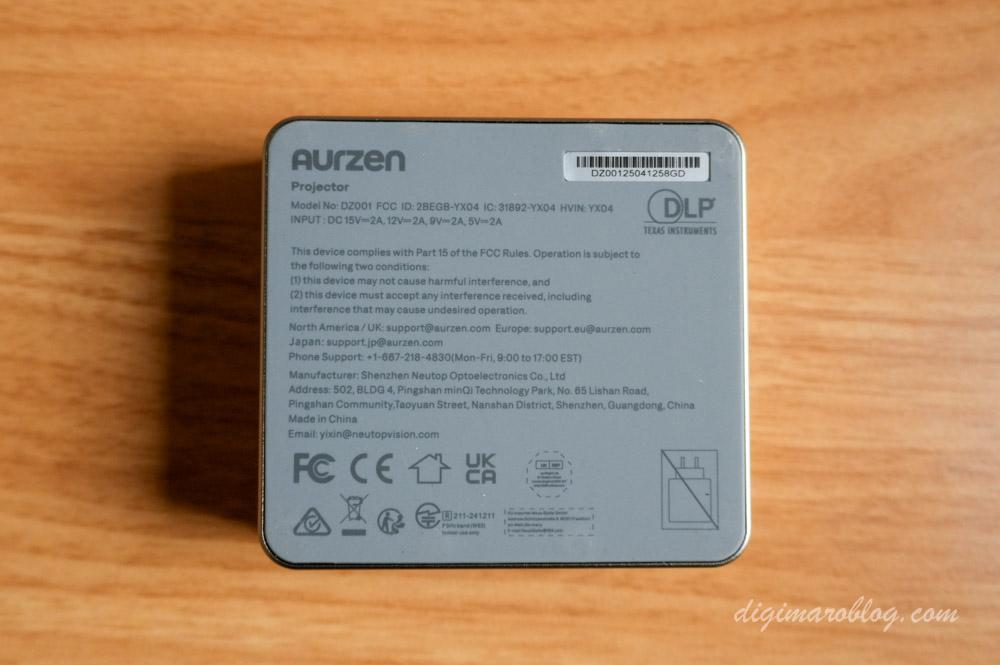 Aurzen
DZ00125041258GD
Projector
Model No: DZ001 FCC ID: 2BEGB-YX04 IC: 31892-YX04 HVIN: YX04
INPUT : DC 15V⎓2A, 12V⎓2A, 9V⎓2A, 5V⎓2A
DLP
TEXAS INSTRUMENTS
This device complies with Part 15 of the FCC Rules. Operation is subject to
the following two conditions:
(1) this device may not cause harmful interference, and
(2) this device must accept any interference received, including
interference that may cause undesired operation.
North America / UK: support@aurzen.com Europe: support.eu@aurzen.com
Japan: support.jp@aurzen.com
Phone Support: +1-667-218-4830(Mon-Fri, 9:00 to 17:00 EST)
Manufacturer: Shenzhen Neutop Optoelectronics Co., Ltd
Address: 502, BLDG 4, Pingshan minQi Technology Park, No. 65 Lishan Road,
Pingshan Community,Taoyuan Street, Nanshan District, Shenzhen, Guangdong, China
Made in China
Email: yixin@neutopvision.com
FC CE UK
CA
UK REP
R 211-241211
indoor use only
digimaroblog.com